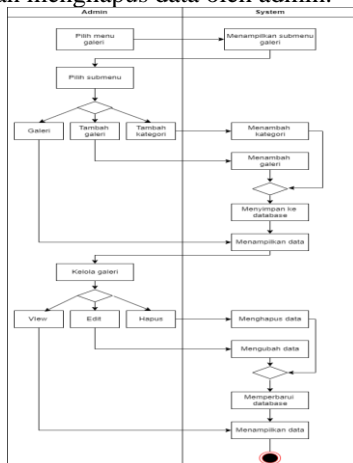 an menghapus data oleh admin.
Admin
System
Pilih menu
galeri
Menampilkan submenu
galeri
Pilih submenu
Galeri
Tambah
galeri
Tambah
kategori
Menambah
kategori
Menambah
galeri
Menyimpan ke
database
Menampilkan data
Kelola galeri
View
Edit
Hapus
Menghapus data
Mengubah data
Memperbarui
database
Menampilkan data